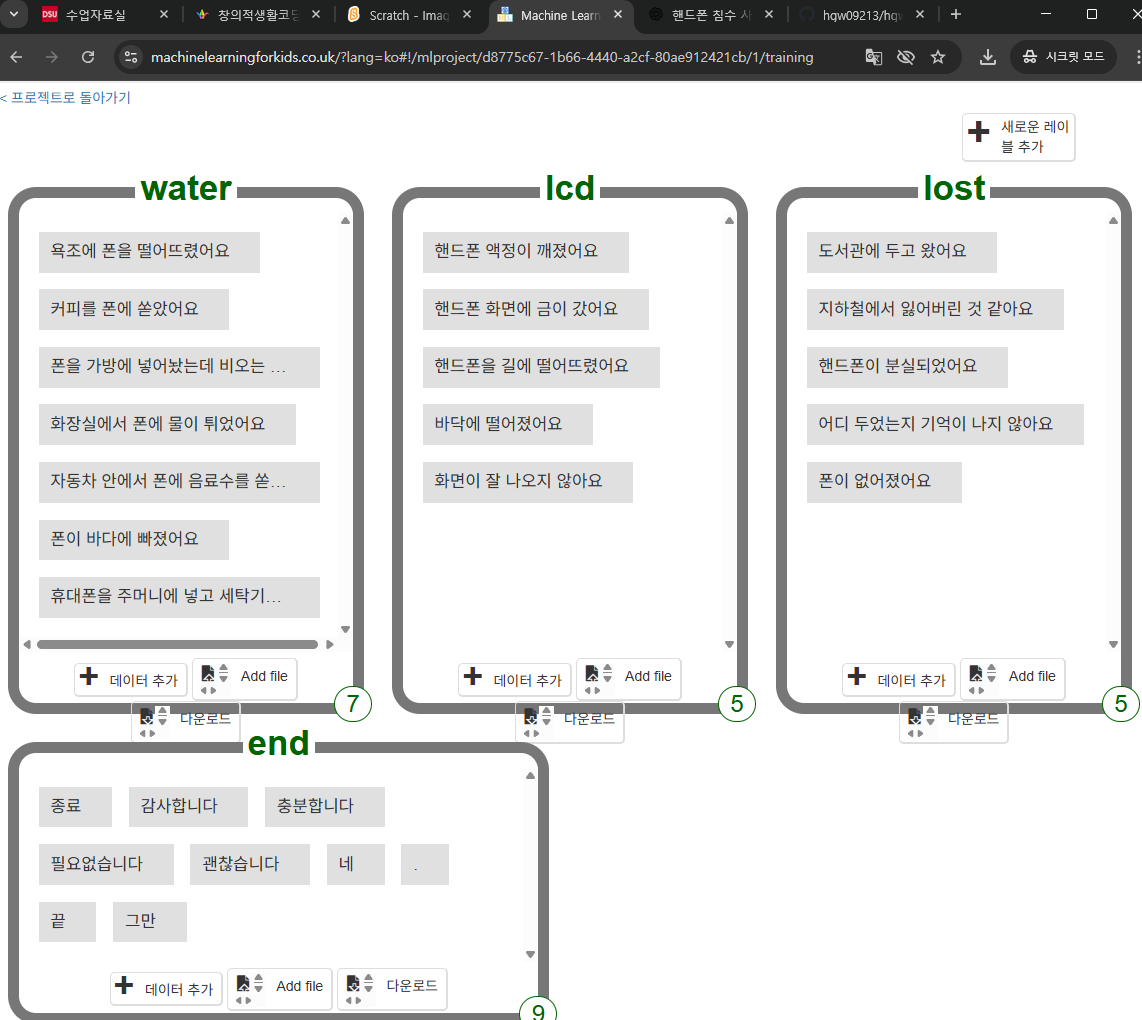 수업자료실
창의적생활코딩
Scratch - Imag
Machine Learn
핸드폰 침수 사
hqw09213/hqw
machinelearningforkids.co.uk/?lang=ko#!/mlproject/d8775c67-1b66-4440-a2cf-80ae912421cb/1/training
시크릿 모드
< 프로젝트로 돌아가기
새로운 레이
블 추가
water
욕조에 폰을 떨어뜨렸어요
커피를 폰에 쏟았어요
폰을 가방에 넣어놨는데 비오는 ...
화장실에서 폰에 물이 튀었어요
자동차 안에서 폰에 음료수를 쏟...
폰이 바다에 빠졌어요
휴대폰을 주머니에 넣고 세탁기...
데이터 추가
Add file
다운로드
7
lcd
핸드폰 액정이 깨졌어요
핸드폰 화면에 금이 갔어요
핸드폰을 길에 떨어뜨렸어요
바닥에 떨어졌어요
화면이 잘 나오지 않아요
데이터 추가
Add file
다운로드
5
lost
도서관에 두고 왔어요
지하철에서 잃어버린 것 같아요
핸드폰이 분실되었어요
어디 두었는지 기억이 나지 않아요
폰이 없어졌어요
데이터 추가
Add file
다운로드
5
end
종료 감사합니다 충분합니다
필요없습니다 괜찮습니다 네 .
끝 그만
데이터 추가
Add file
다운로드
9